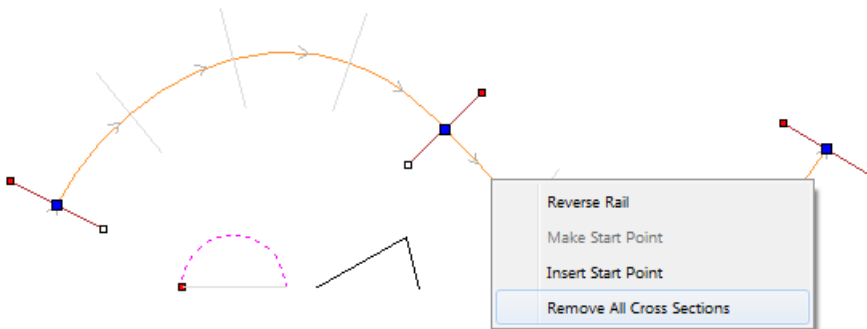 Reverse Rail
Make Start Point
Insert Start Point
Remove All Cross Sections